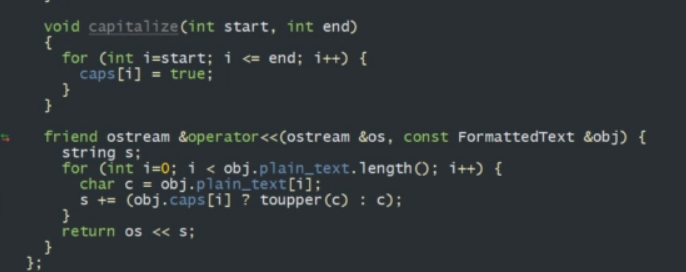 void capitalize(int start, int end)
{
for (int i=start; i <= end; i++) {
caps[i] = true;
}
}
friend ostream &operator<<(ostream &os, const FormattedText &obj) {
string s;
for (int i=0; i < obj.plain_text.length(); i++) {
char c = obj.plain_text[i];
s += (obj.caps[i] ? toupper(c) : c);
}
return os << s;
}
};